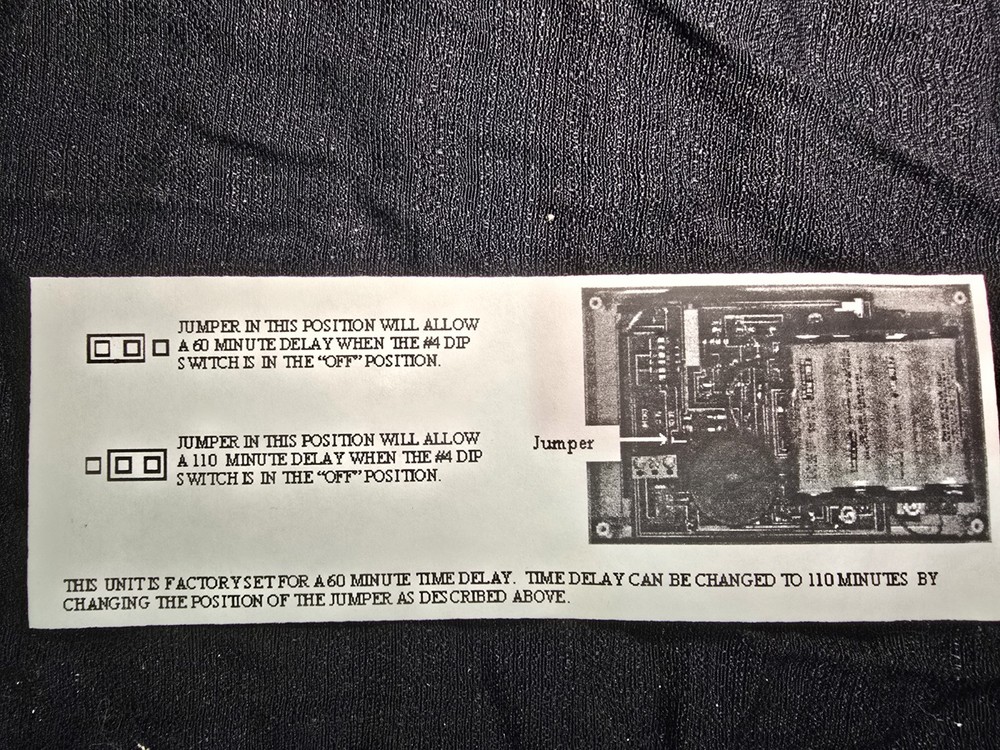 JUMPER IN THIS POSITION WILL ALLOW
A 60 MINUTE DELAY WHEN THE #4 DIP
SWITCH IS IN THE “OFF” POSITION.
JUMPER IN THIS POSITION WILL ALLOW
A 110 MINUTE DELAY WHEN THE #4 DIP
SWITCH IS IN THE “OFF” POSITION.
Jumper
THIS UNIT IS FACTORY SET FOR A 60 MINUTE TIME DELAY. TIME DELAY CAN BE CHANGED TO 110 MINUTES BY
CHANGING THE POSITION OF THE JUMPER AS DESCRIBED ABOVE.